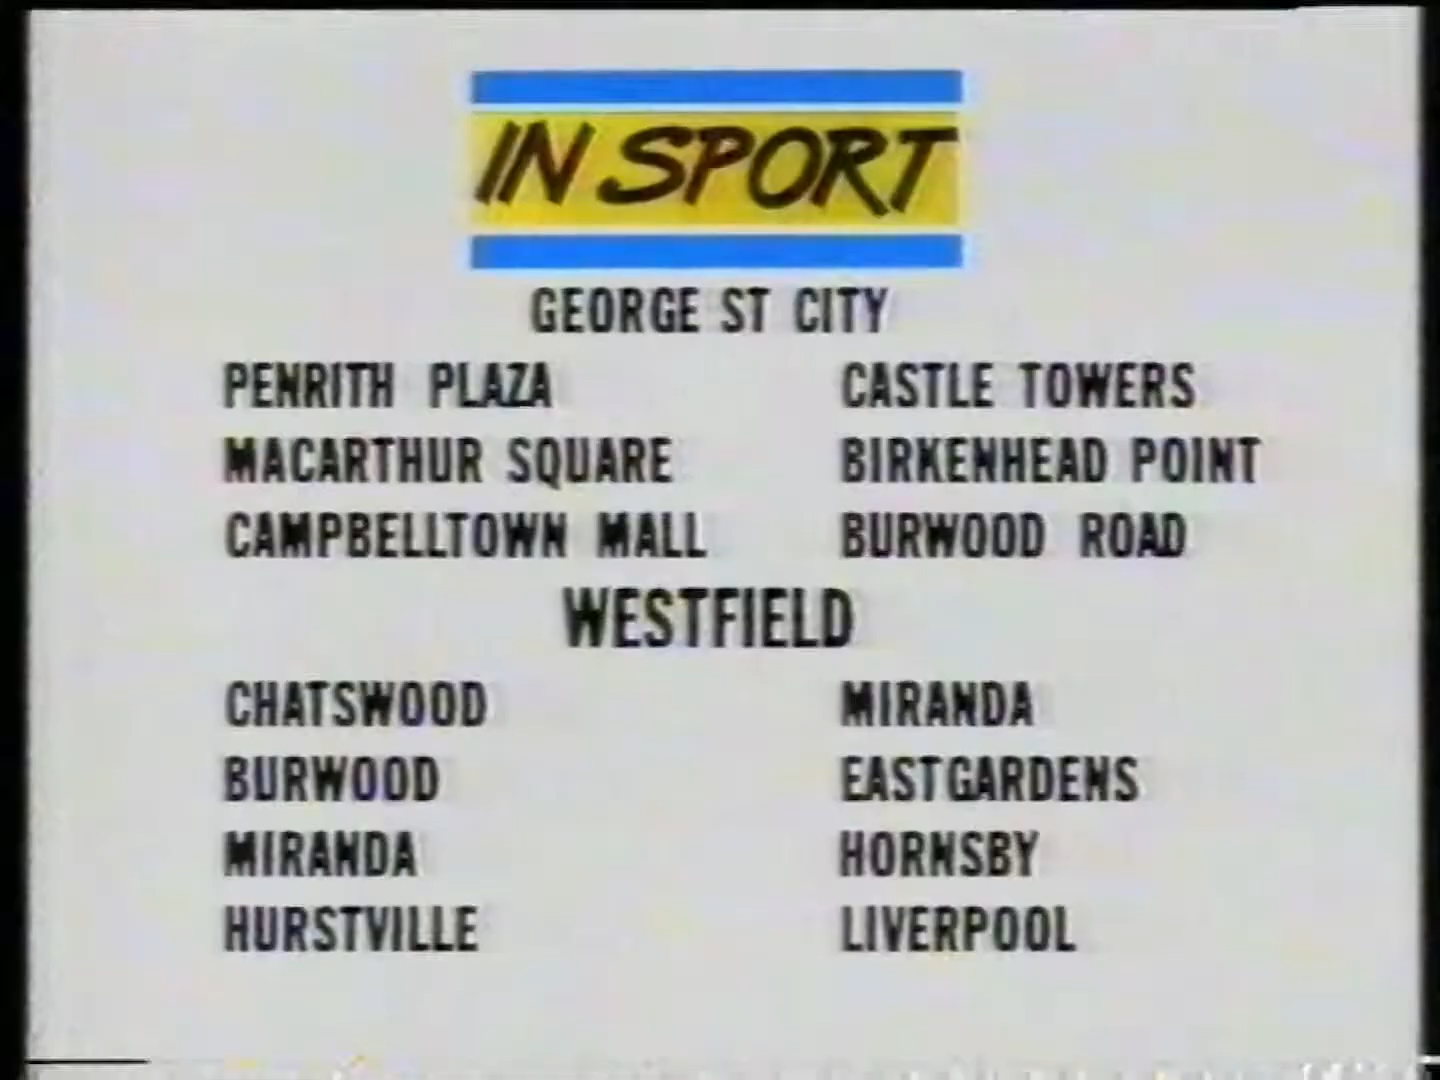 IN SPORT
GEORGE ST CITY
PENRITH PLAZA
CASTLE TOWERS
MACARTHUR SQUARE
BIRKENHEAD POINT
CAMPBELLTOWN MALL
BURWOOD ROAD
WESTFIELD
CHATSWOOD
MIRANDA
BURWOOD
EASTGARDENS
MIRANDA
HORNSBY
HURSTVILLE
LIVERPOOL